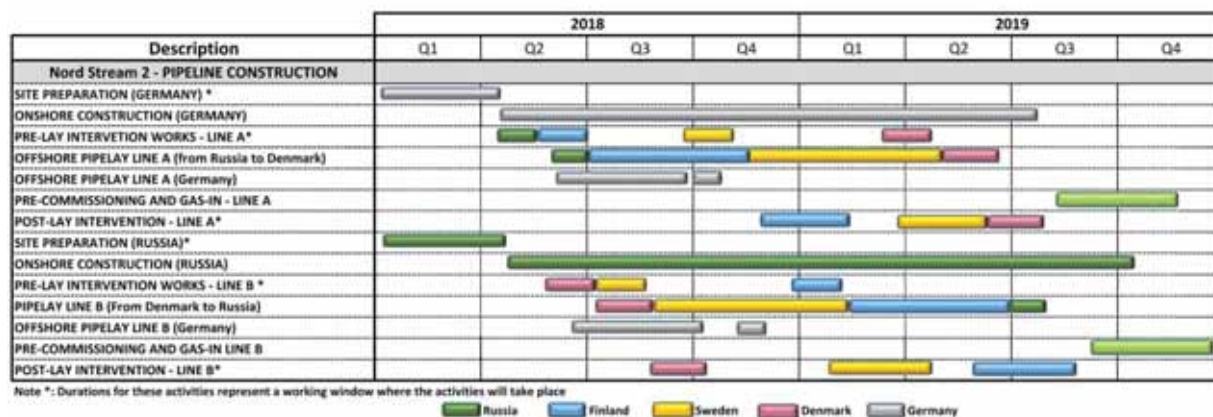 2018 2019
Description Q1 Q2 Q3 Q4 Q1 Q2 Q3 Q4
Nord Stream 2 - PIPELINE CONSTRUCTION
SITE PREPARATION (GERMANY) *
ONSHORE CONSTRUCTION (GERMANY)
PRE-LAY INTERVETION WORKS - LINE A*
OFFSHORE PIPELAY LINE A (from Russia to Denmark)
OFFSHORE PIPELAY LINE A (Germany)
PRE-COMMISSIONING AND GAS-IN - LINE A
POST-LAY INTERVENTION - LINE A*
SITE PREPARATION (RUSSIA)*
ONSHORE CONSTRUCTION (RUSSIA)
PRE-LAY INTERVENTION WORKS - LINE B *
PIPELAY LINE B (From Denmark to Russia)
OFFSHORE PIPELAY LINE B (Germany)
PRE-COMMISSIONING AND GAS-IN LINE B
POST-LAY INTERVENTION - LINE B*
Note *: Durations for these activities represent a working window where the activities will take place
Russia Finland Sweden Denmark Germany